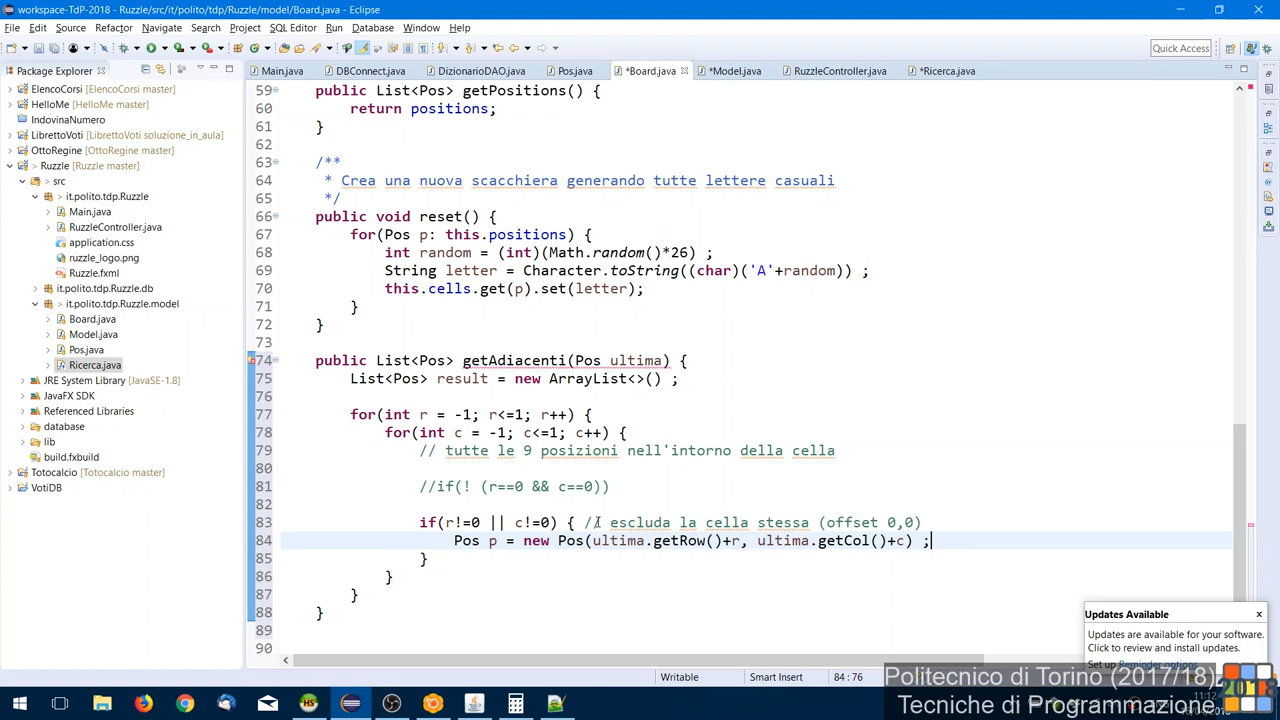 workspace-TdP-2018 - Ruzzle/src/it/polito/tdp/Ruzzle/model/Board.java - Eclipse
File Edit Source Refactor Navigate Search Project SQL Editor Run Database Window Help
Quick Access
Package Explorer
Main.java DBConnect.java DizionarioDAO.java Pos.java *Board.java *Model.java RuzzleController.java *Ricerca.java
ElencoCorsi [ElencoCorsi master]
HelloMe [HelloMe master]
IndovinaNumero
LibrettoVoti [LibrettoVoti soluzione_in_aula]
OttoRegine [OttoRegine master]
> Ruzzle [Ruzzle master]
> src
it.polito.tdp.Ruzzle
Main.java
RuzzleController.java
application.css
ruzzle_logo.png
Ruzzle.fxml
it.polito.tdp.Ruzzle.db
> it.polito.tdp.Ruzzle.model
Board.java
Model.java
Pos.java
Ricerca.java
JRE System Library [JavaSE-1.8]
JavaFX SDK
Referenced Libraries
database
lib
build.fxbuild
Totocalcio [Totocalcio master]
VotiDB
59 public List<Pos> getPositions() {
60 return positions;
61 }
62
63 /**
64 * Crea una nuova scacchiera generando tutte lettere casuali
65 */
66 public void reset() {
67 for(Pos p: this.positions) {
68 int random = (int)(Math.random()*26) ;
69 String letter = Character.toString((char)('A'+random)) ;
70 this.cells.get(p).set(letter);
71 }
72 }
73
74 public List<Pos> getAdiacenti(Pos ultima) {
75 List<Pos> result = new ArrayList<>() ;
76
77 for(int r = -1; r<=1; r++) {
78 for(int c = -1; c<=1; c++) {
79 // tutte le 9 posizioni nell'intorno della cella
80
81 //if(! (r==0 && c==0))
82
83 if(r!=0 || c!=0) { // escluda la cella stessa (offset 0,0)
84 Pos p = new Pos(ultima.getRow()+r, ultima.getCol()+c) ;
85 }
86 }
87 }
88 }
89
90
Updates Available
Updates are available for your software.
Click to review and install updates.
Set up Reminder options
Writable Smart Insert 84 : 76
Politecnico di Torino (2017/18)
Tecniche di Programmazione
2018
11:12